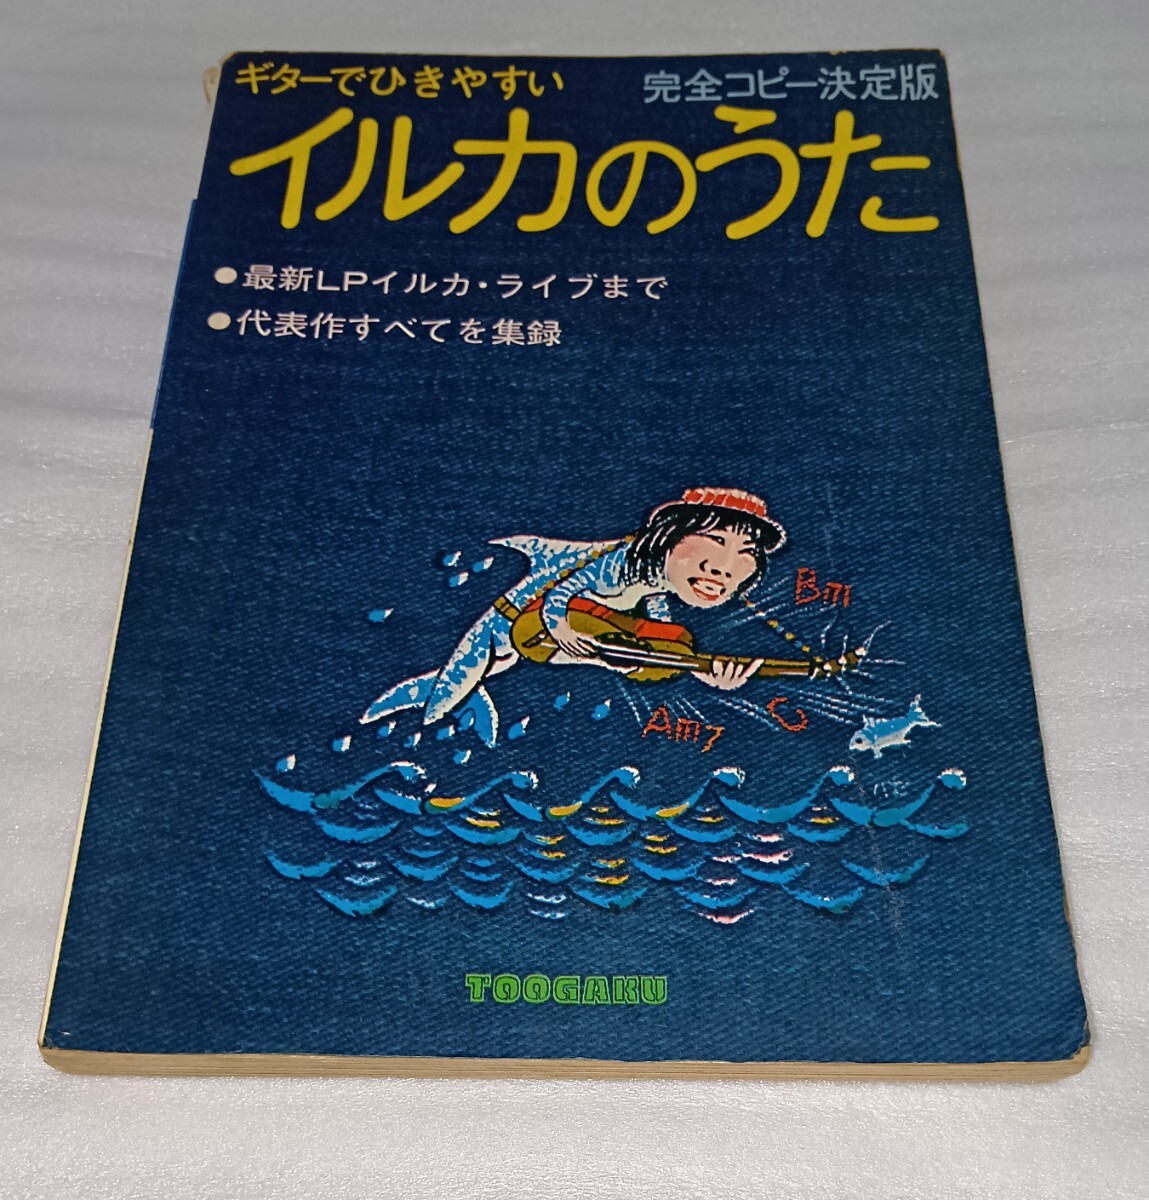 ギターでひきやすい 完全コピー決定版
イルカのうた
●最新LPイルカ・ライブまで
●代表作すべてを集録
Bm
C
Am7
TOOGAKU